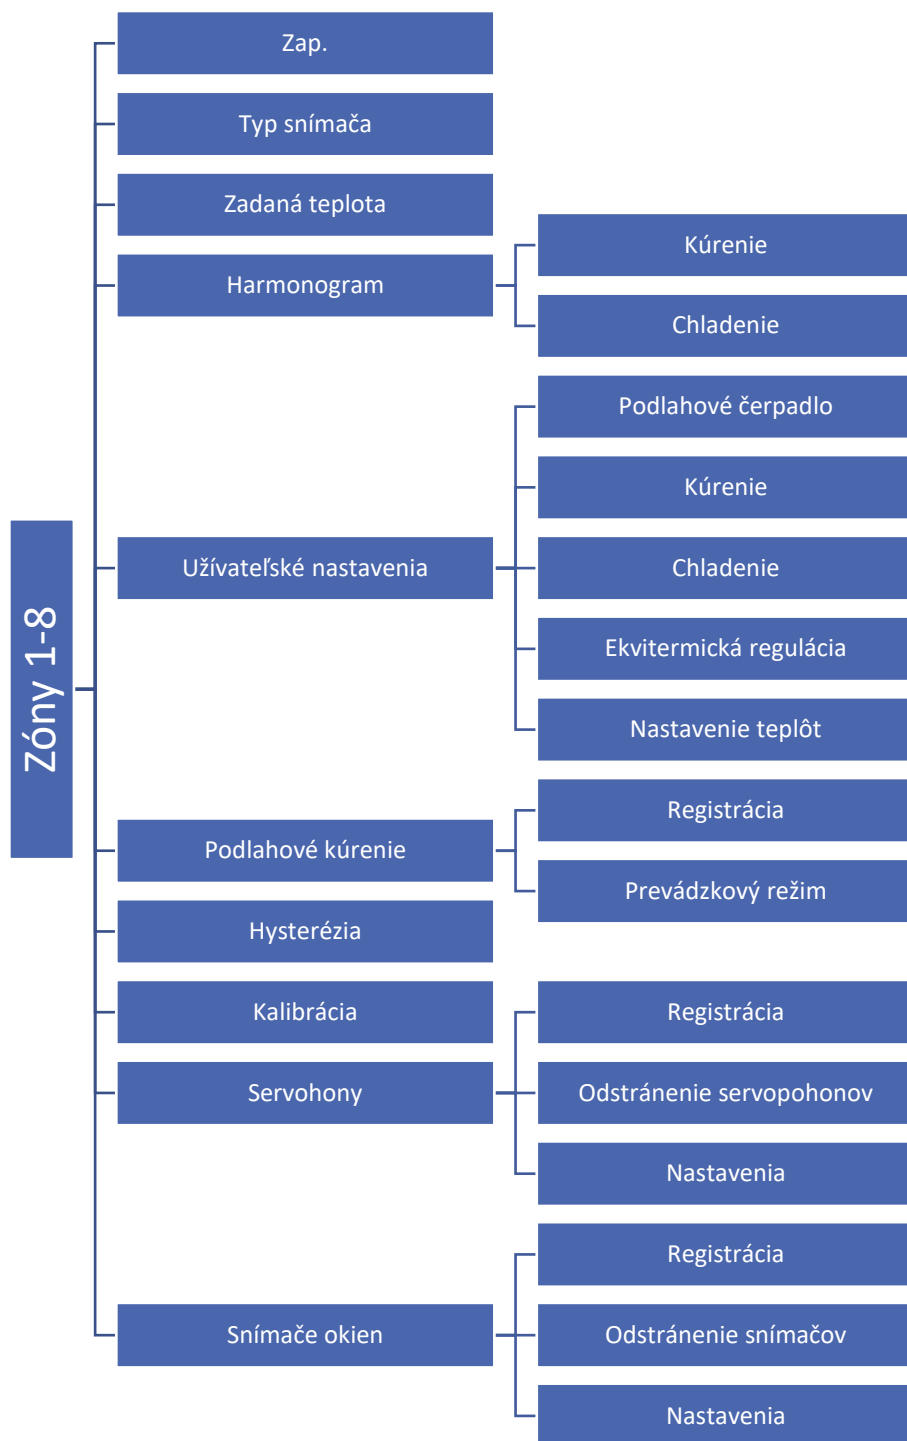 Zóny 1-8
Zap.
Typ snímača
Zadaná teplota
Harmonogram
Kúrenie
Chladenie
Užívateľské nastavenia
Podlahové čerpadlo
Kúrenie
Chladenie
Ekvitermická regulácia
Nastavenie teplôt
Podlahové kúrenie
Registrácia
Prevádzkový režim
Hysterézia
Kalibrácia
Servohony
Registrácia
Odstránenie servopohonov
Nastavenia
Snímače okien
Registrácia
Odstránenie snímačov
Nastavenia